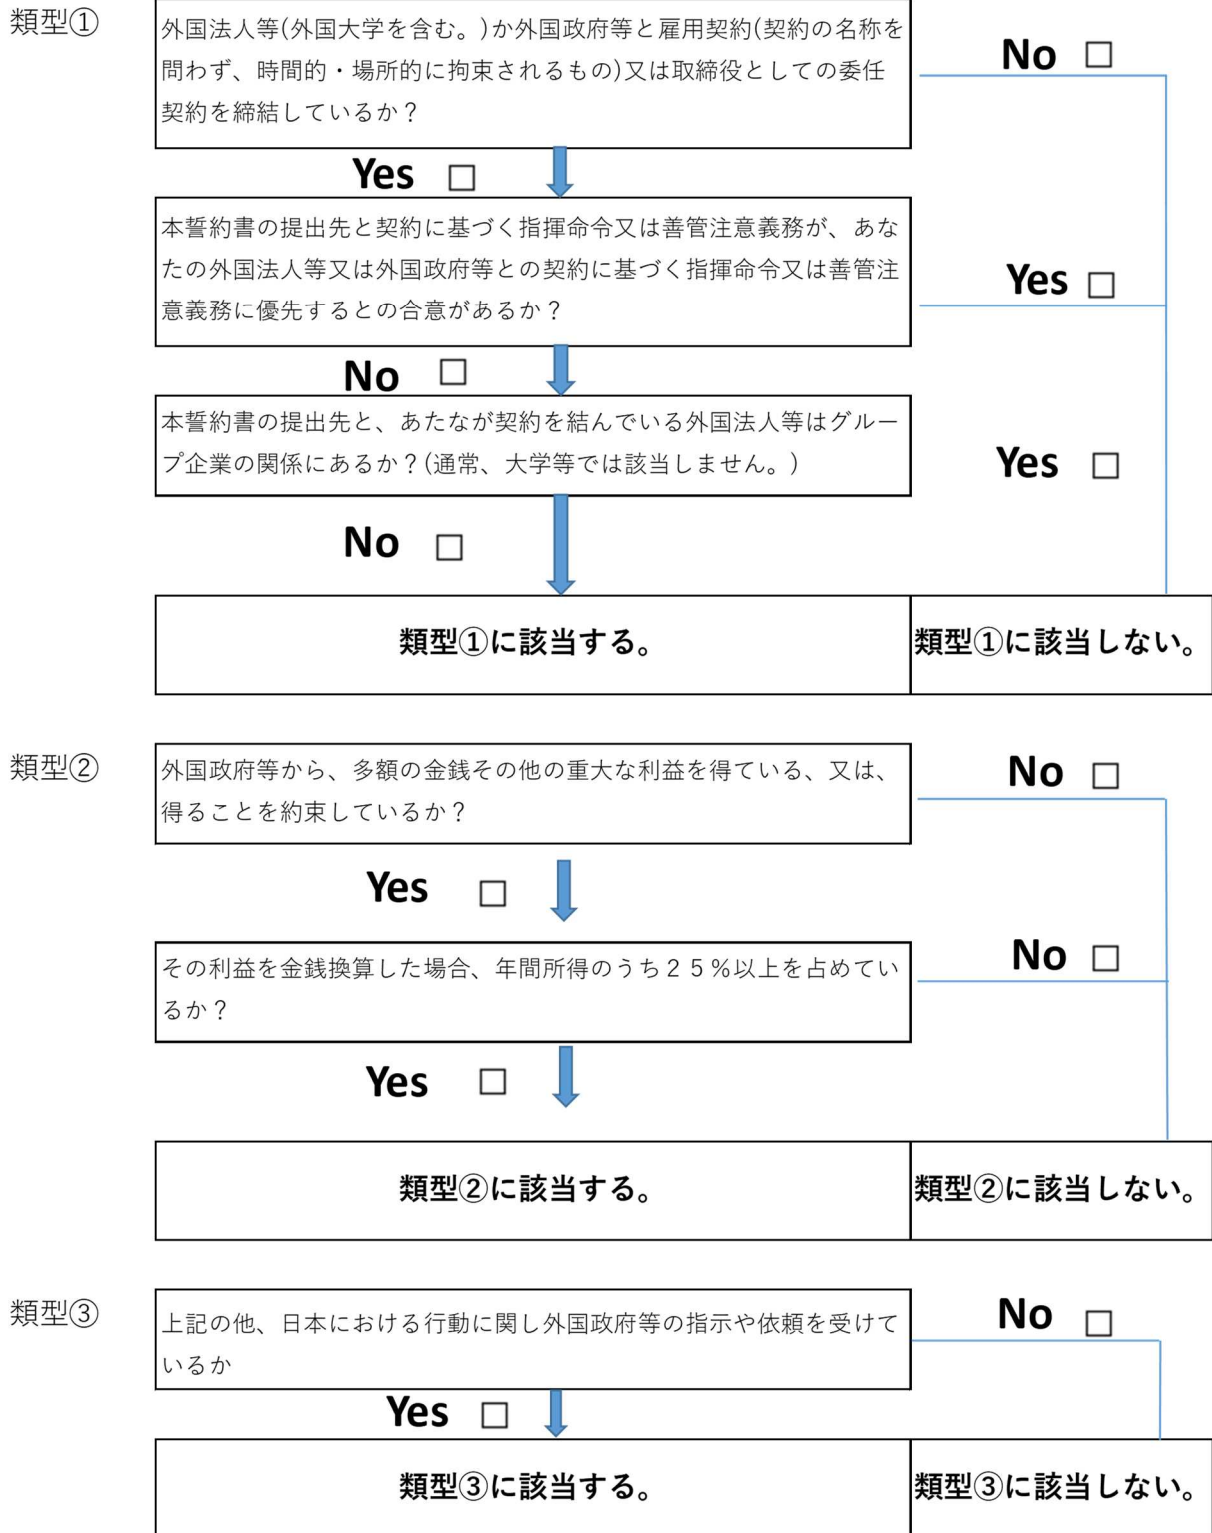 類型①
外国法人等(外国大学を含む。)か外国政府等と雇用契約(契約の名称を
問わず、時間的・場所的に拘束されるもの)又は取締役としての委任
契約を締結しているか？
No □
Yes □
本誓約書の提出先と契約に基づく指揮命令又は善管注意義務が、あな
たの外国法人等又は外国政府等との契約に基づく指揮命令又は善管注
意義務に優先するとの合意があるか？
Yes □
No □
本誓約書の提出先と、あたなが契約を結んでいる外国法人等はグルー
プ企業の関係にあるか？(通常、大学等では該当しません。)
Yes □
No □
類型①に該当する。
類型①に該当しない。
類型②
外国政府等から、多額の金銭その他の重大な利益を得ている、又は、
得ることを約束しているか？
No □
Yes □
その利益を金銭換算した場合、年間所得のうち２５％以上を占めてい
るか？
No □
Yes □
類型②に該当する。
類型②に該当しない。
類型③
上記の他、日本における行動に関し外国政府等の指示や依頼を受けて
いるか
No □
Yes □
類型③に該当する。
類型③に該当しない。